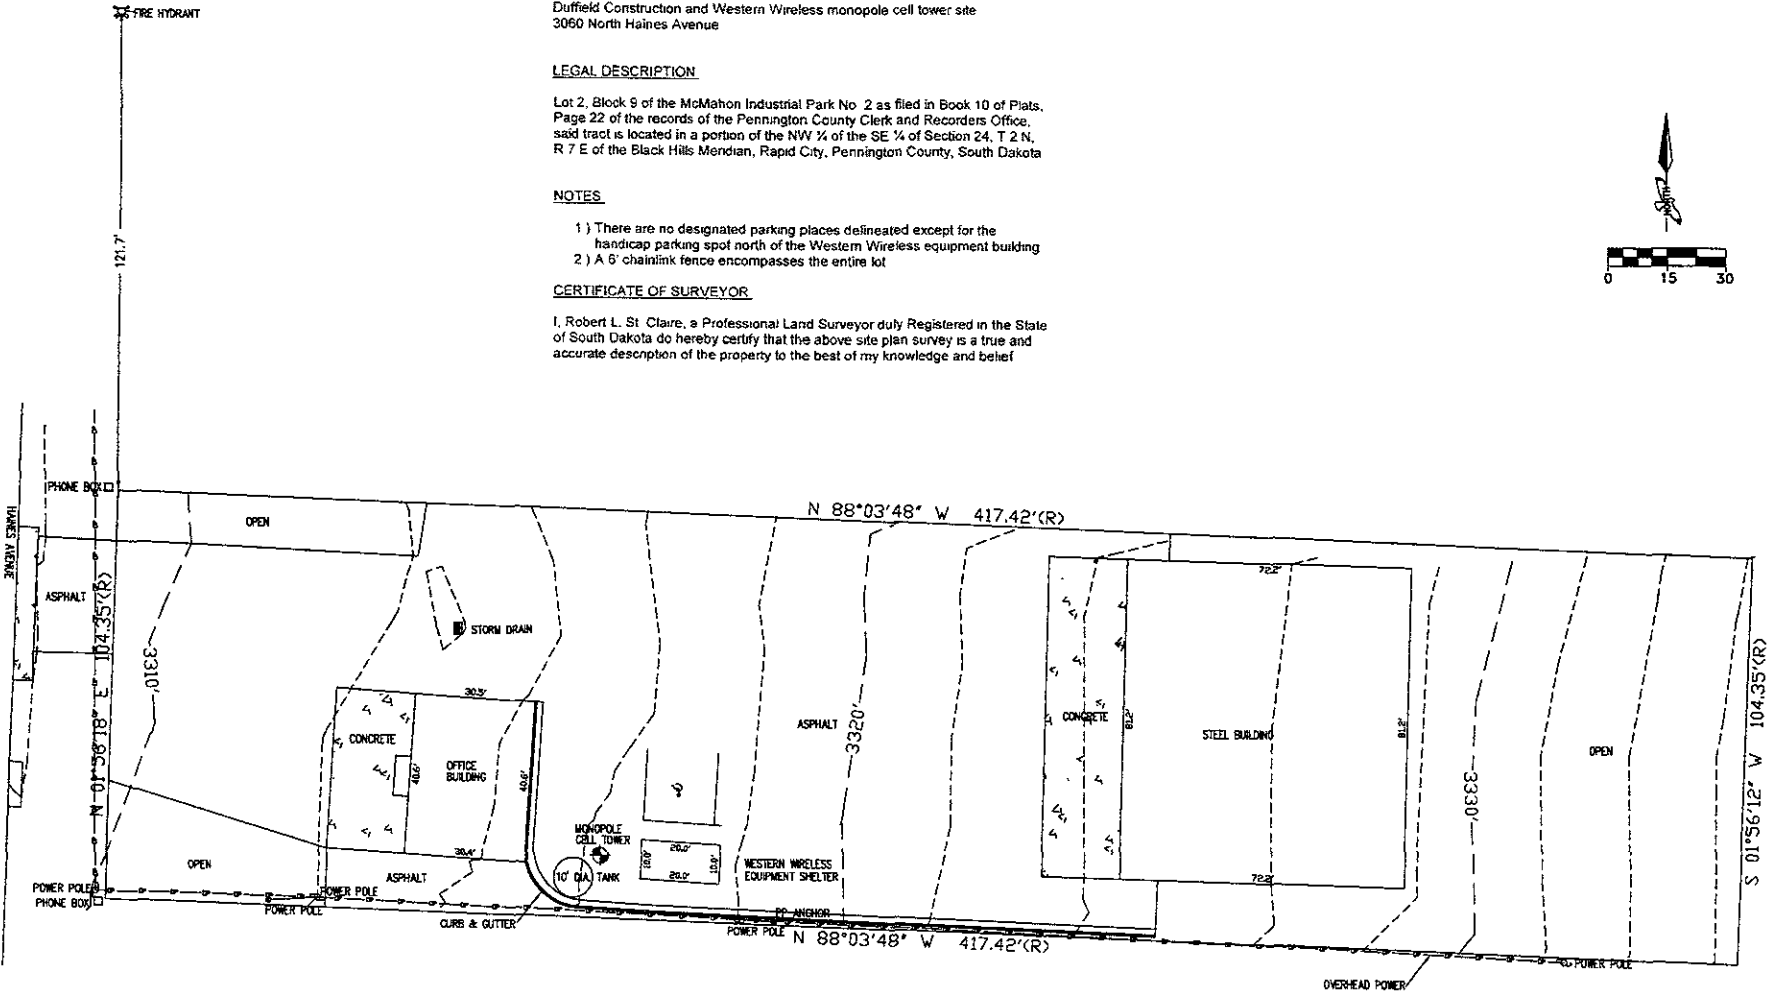 FIRE HYDRANT
Duffield Construction and Western Wireless monopole cell tower site
3060 North Haines Avenue
LEGAL DESCRIPTION
Lot 2, Block 9 of the McMahon Industrial Park No 2 as filed in Book 10 of Plats,
Page 22 of the records of the Pennington County Clerk and Recorders Office,
said tract is located in a portion of the NW ¼ of the SE ¼ of Section 24, T 2 N,
R 7 E of the Black Hills Meridian, Rapid City, Pennington County, South Dakota
NOTES
1 ) There are no designated parking places delineated except for the
handicap parking spot north of the Western Wireless equipment building
2 ) A 6' chainlink fence encompasses the entire lot
CERTIFICATE OF SURVEYOR
I, Robert L. St Claire, a Professional Land Surveyor duly Registered in the State
of South Dakota do hereby certify that the above site plan survey is a true and
accurate description of the property to the best of my knowledge and belief
NORTH
0 15 30
121.7'
PHONE BOX
HAINES AVENUE
OPEN
N 88°03'48" W 417.42'(R)
ASPHALT
N 01°56'18" E 104.35'(R)
3310'
STORM DRAIN
30.5'
CONCRETE
OFFICE
BUILDING
40.6'
40.6'
30.4'
ASPHALT
3320'
72.2'
CONCRETE
81.2'
STEEL BUILDING
81.2'
72.2'
3330'
OPEN
S 01°56'12" W 104.35'(R)
MONOPOLE
CELL TOWER
10' DIA TANK
20.0'
10.0'
10.0'
20.0'
WESTERN WIRELESS
EQUIPMENT SHELTER
OPEN
ASPHALT
POWER POLE
PHONE BOX
POWER POLE
POWER POLE
CURB & GUTTER
PP ANCHOR
POWER POLE
N 88°03'48" W 417.42'(R)
POWER POLE
OVERHEAD POWER